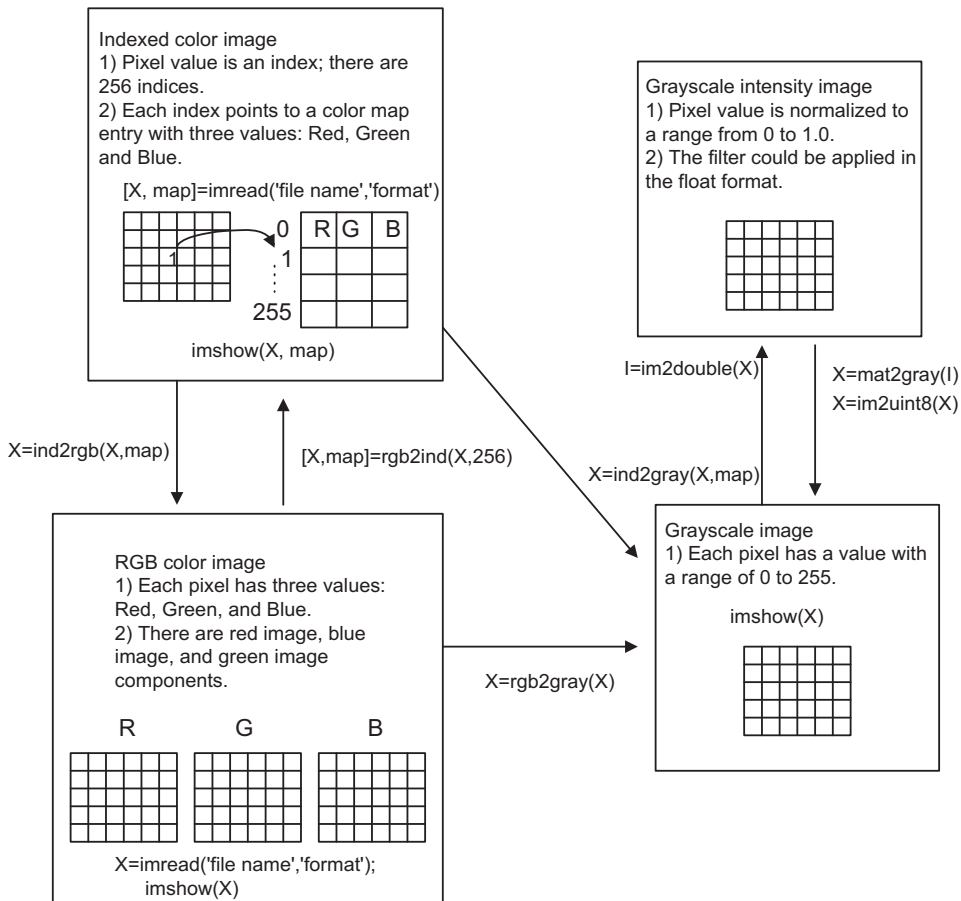 Indexed color image
1) Pixel value is an index; there are
256 indices.
2) Each index points to a color map
entry with three values: Red, Green
and Blue.
[X, map]=imread('file name','format')
0
R G B
1
1
255
imshow(X, map)
Grayscale intensity image
1) Pixel value is normalized to
a range from 0 to 1.0.
2) The filter could be applied in
the float format.
I=im2double(X)
X=mat2gray(I)
X=im2uint8(X)
X=ind2rgb(X,map)
[X,map]=rgb2ind(X,256)
X=ind2gray(X,map)
RGB color image
1) Each pixel has three values:
Red, Green, and Blue.
2) There are red image, blue
image, and green image
components.
R G B
X=imread('file name','format');
imshow(X)
X=rgb2gray(X)
Grayscale image
1) Each pixel has a value with
a range of 0 to 255.
imshow(X)